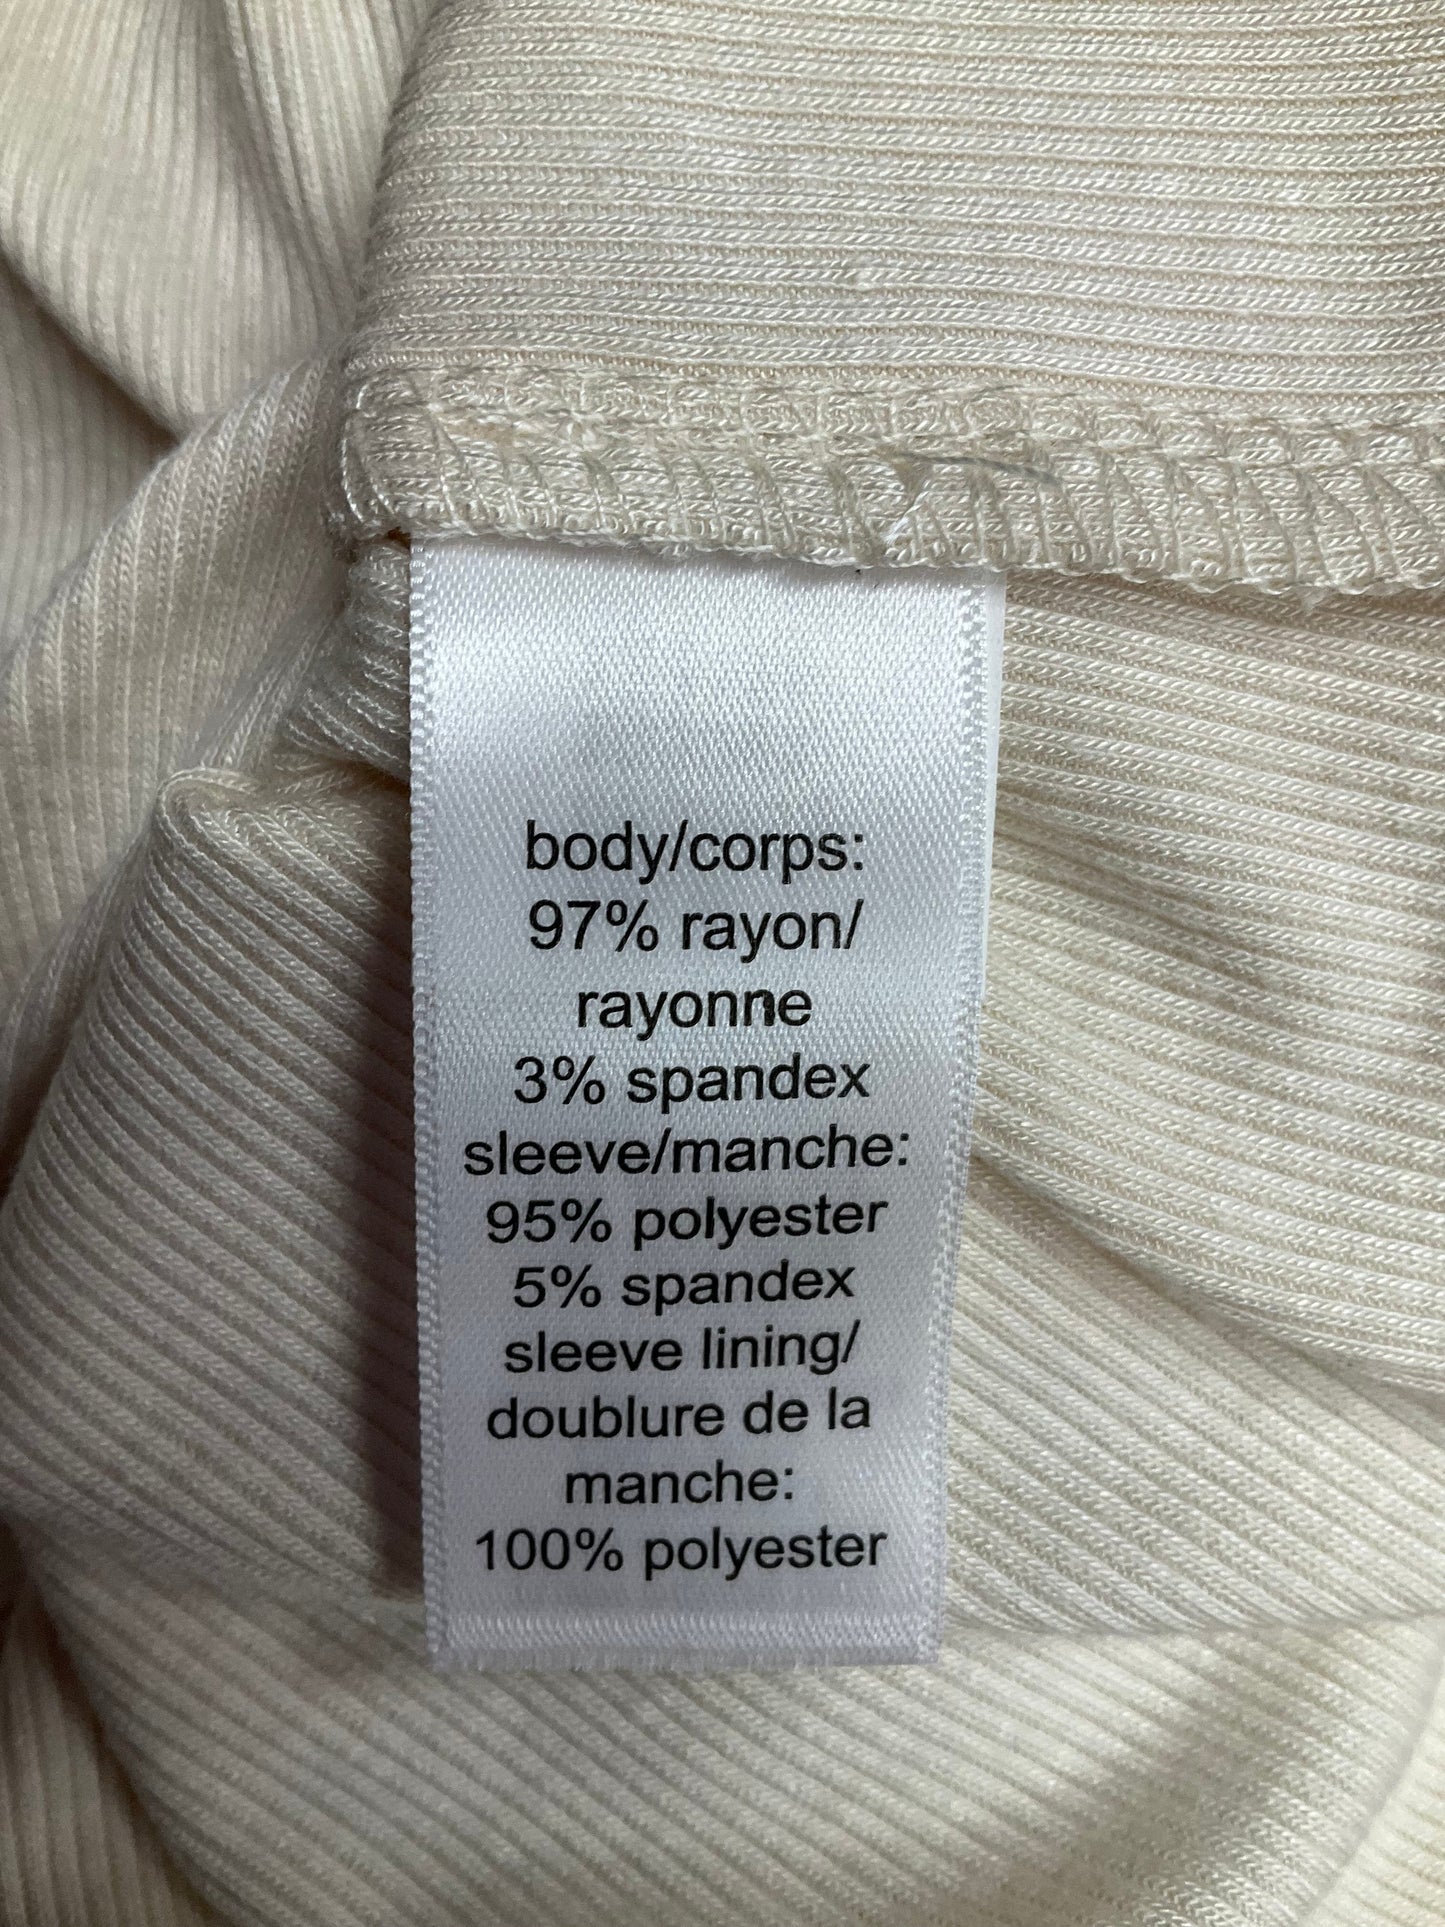 body/corps:
97% rayon/
rayonne
3% spandex
sleeve/manche:
95% polyester
5% spandex
sleeve lining/
doublure de la
manche:
100% polyester